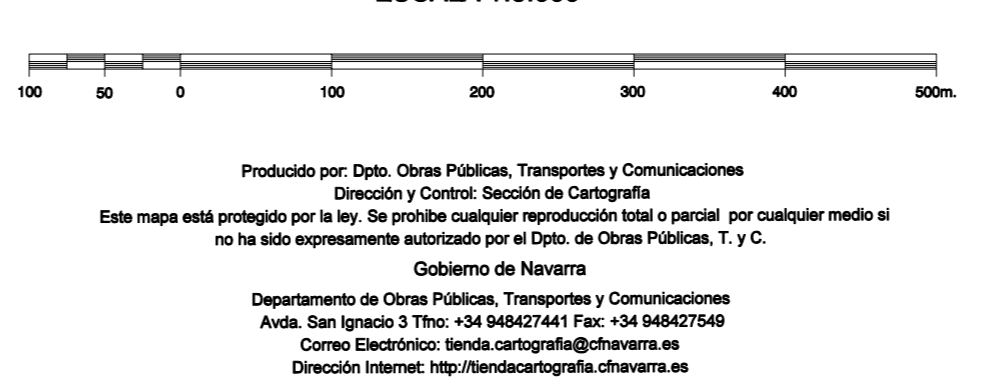 100 50 0 100 200 300 400 500m.
Producido por: Dpto. Obras Públicas, Transportes y Comunicaciones
Dirección y Control: Sección de Cartografía
Este mapa está protegido por la ley. Se prohibe cualquier reproducción total o parcial por cualquier medio si
no ha sido expresamente autorizado por el Dpto. de Obras Públicas, T. y C.
Gobierno de Navarra
Departamento de Obras Públicas, Transportes y Comunicaciones
Avda. San Ignacio 3 Tfno: +34 948427441 Fax: +34 948427549
Correo Electrónico: tienda.cartografia@cfnavarra.es
Dirección Internet: http://tiendacartografia.cfnavarra.es